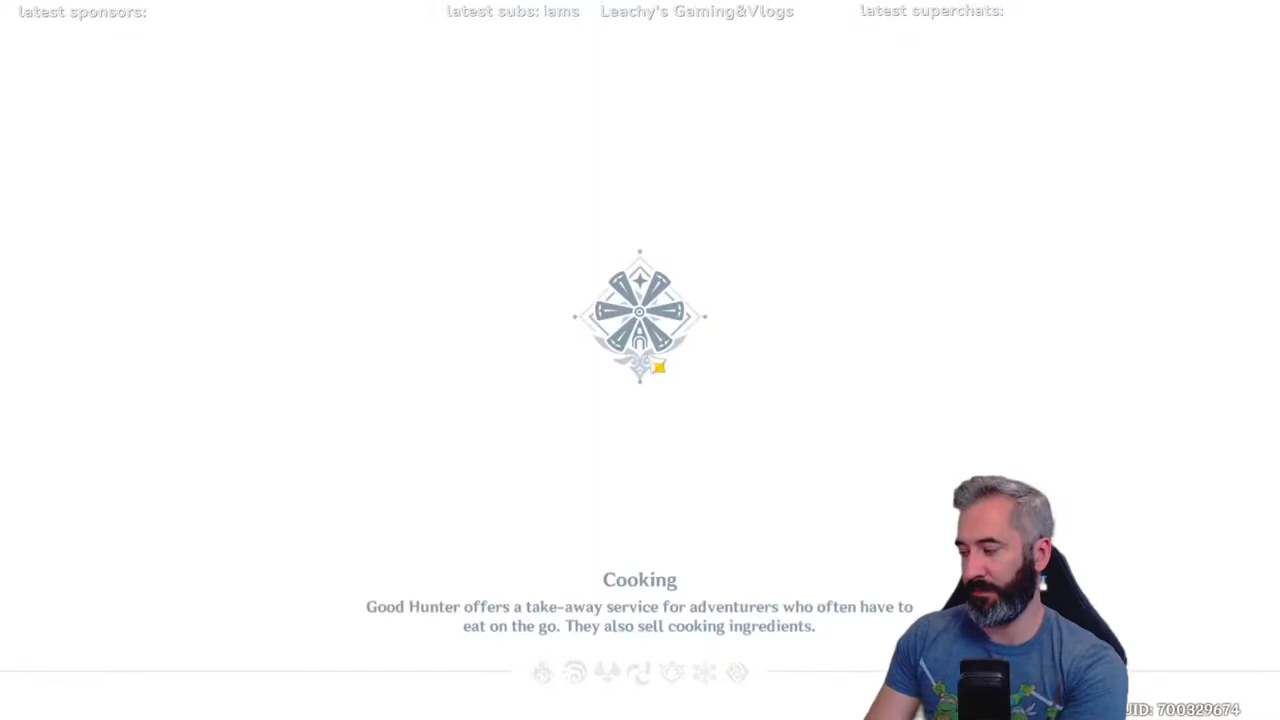 latest sponsors:
latest subs: iams Leachy's Gaming&Vlogs
latest superchats:
Cooking
Good Hunter offers a take-away service for adventurers who often have to
eat on the go. They also sell cooking ingredients.
UID: 700329674